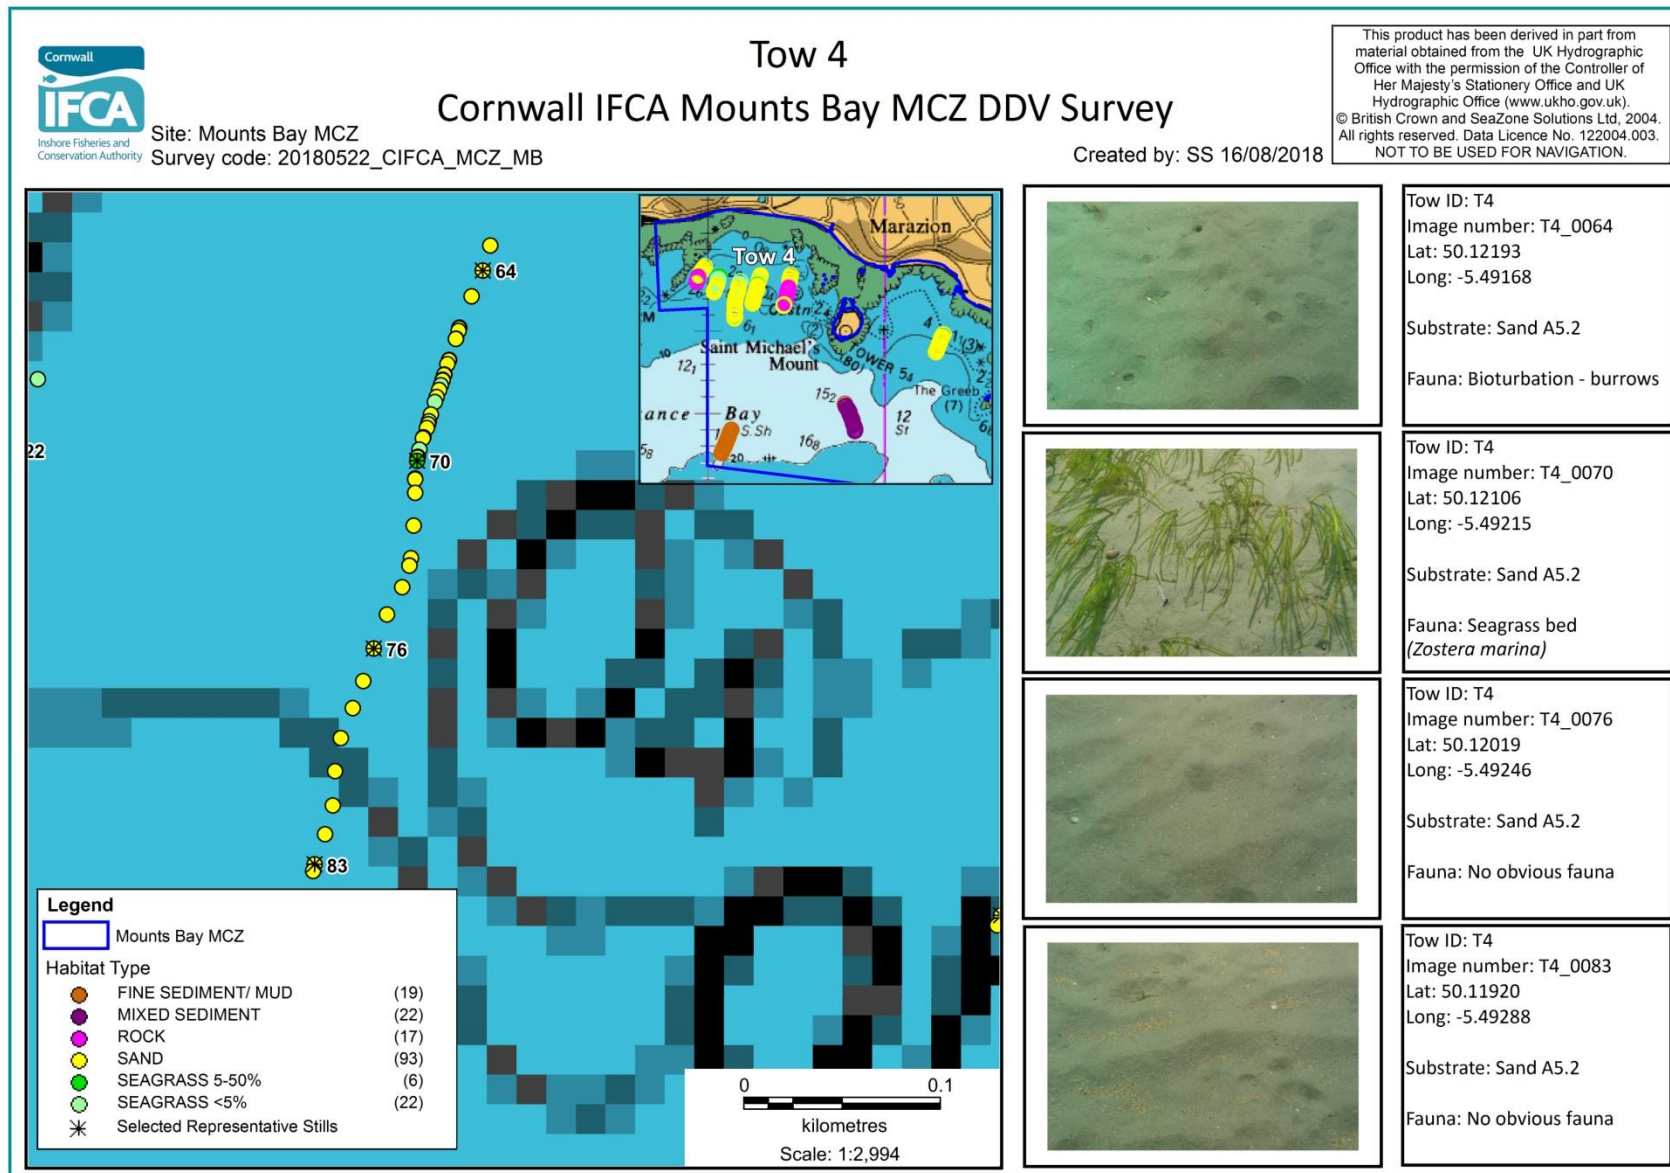 Tow 4
Cornwall IFCA Mounts Bay MCZ DDV Survey
Cornwall
IFCA
Inshore Fisheries and
Conservation Authority
Site: Mounts Bay MCZ
Survey code: 20180522_CIFCA_MCZ_MB
Created by: SS 16/08/2018
This product has been derived in part from
material obtained from the UK Hydrographic
Office with the permission of the Controller of
Her Majesty's Stationery Office and UK
Hydrographic Office (www.ukho.gov.uk).
© British Crown and SeaZone Solutions Ltd, 2004.
All rights reserved. Data Licence No. 122004.003.
NOT TO BE USED FOR NAVIGATION.
64
70
22
76
83
Marazion
Tow 4
Saint Michael's
Mount
TOWER
(80)
The Greeb
(7)
ance Bay
S.Sh
12
St
Legend
Mounts Bay MCZ
Habitat Type
FINE SEDIMENT/ MUD (19)
MIXED SEDIMENT (22)
ROCK (17)
SAND (93)
SEAGRASS 5-50% (6)
SEAGRASS <5% (22)
Selected Representative Stills
0 0.1
kilometres
Scale: 1:2,994
Tow ID: T4
Image number: T4_0064
Lat: 50.12193
Long: -5.49168
Substrate: Sand A5.2
Fauna: Bioturbation - burrows
Tow ID: T4
Image number: T4_0070
Lat: 50.12106
Long: -5.49215
Substrate: Sand A5.2
Fauna: Seagrass bed
(Zostera marina)
Tow ID: T4
Image number: T4_0076
Lat: 50.12019
Long: -5.49246
Substrate: Sand A5.2
Fauna: No obvious fauna
Tow ID: T4
Image number: T4_0083
Lat: 50.11920
Long: -5.49288
Substrate: Sand A5.2
Fauna: No obvious fauna